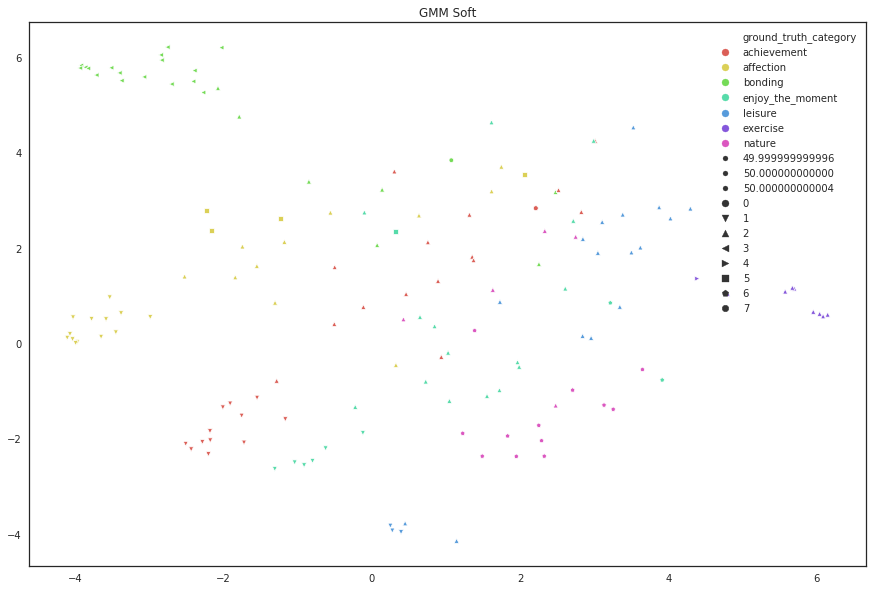 GMM Soft
ground_truth_category
achievement
affection
bonding
enjoy_the_moment
leisure
exercise
nature
49.999999999996
50.000000000000
50.000000000004
0
1
2
3
4
5
6
7
6
4
2
0
−2
−4
−4
−2
0
2
4
6